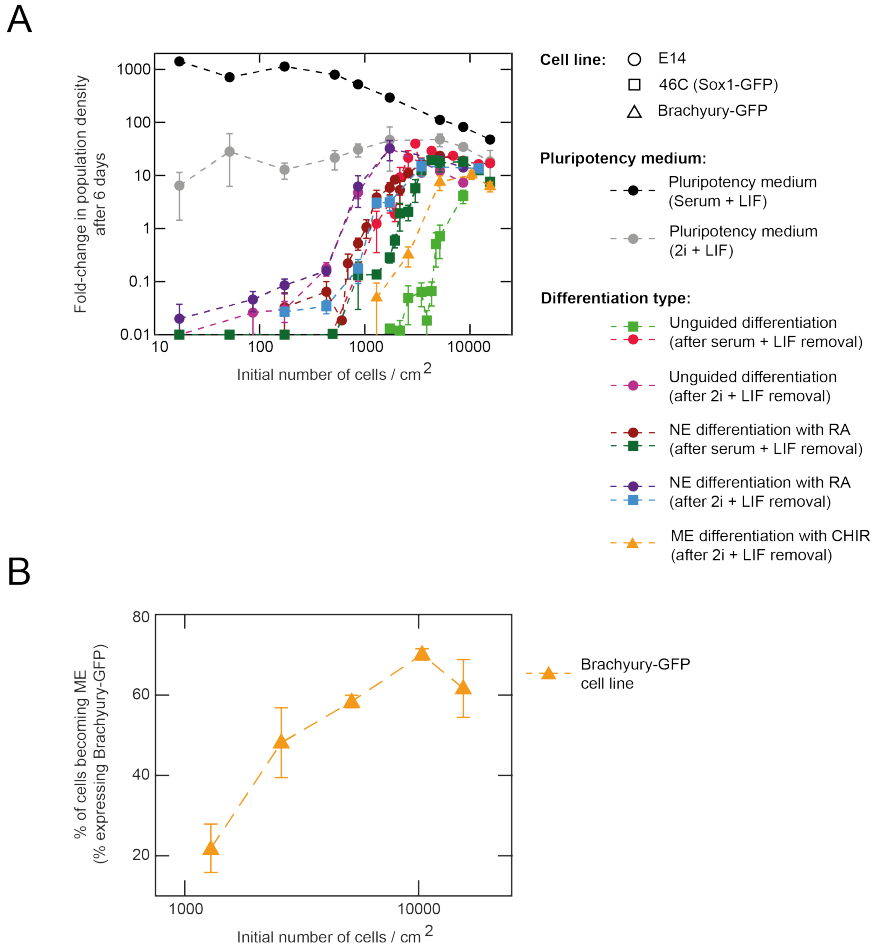 A
Fold-change in population density
after 6 days
1000
100
10
1
0.1
0.01
10
100
1000
10000
Initial number of cells / cm2
Cell line:
E14
46C (Sox1-GFP)
Brachyury-GFP
Pluripotency medium:
Pluripotency medium
(Serum + LIF)
Pluripotency medium
(2i + LIF)
Differentiation type:
Unguided differentiation
(after serum + LIF removal)
Unguided differentiation
(after 2i + LIF removal)
NE differentiation with RA
(after serum + LIF removal)
NE differentiation with RA
(after 2i + LIF removal)
ME differentiation with CHIR
(after 2i + LIF removal)
B
% of cells becoming ME
(% expressing Brachyury-GFP)
80
60
40
20
1000
10000
Initial number of cells / cm2
Brachyury-GFP
cell line